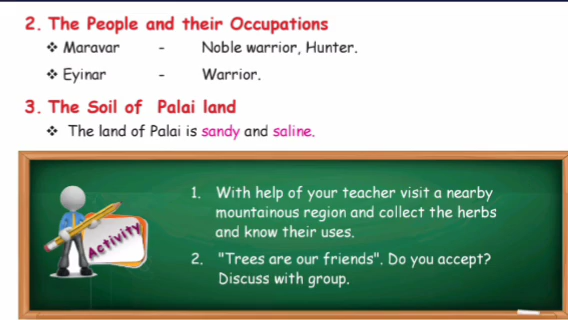 2. The People and their Occupations
❖ Maravar - Noble warrior, Hunter.
❖ Eyinar - Warrior.
3. The Soil of Palai land
❖ The land of Palai is sandy and saline.
Activity
1. With help of your teacher visit a nearby
mountainous region and collect the herbs
and know their uses.
2. "Trees are our friends". Do you accept?
Discuss with group.